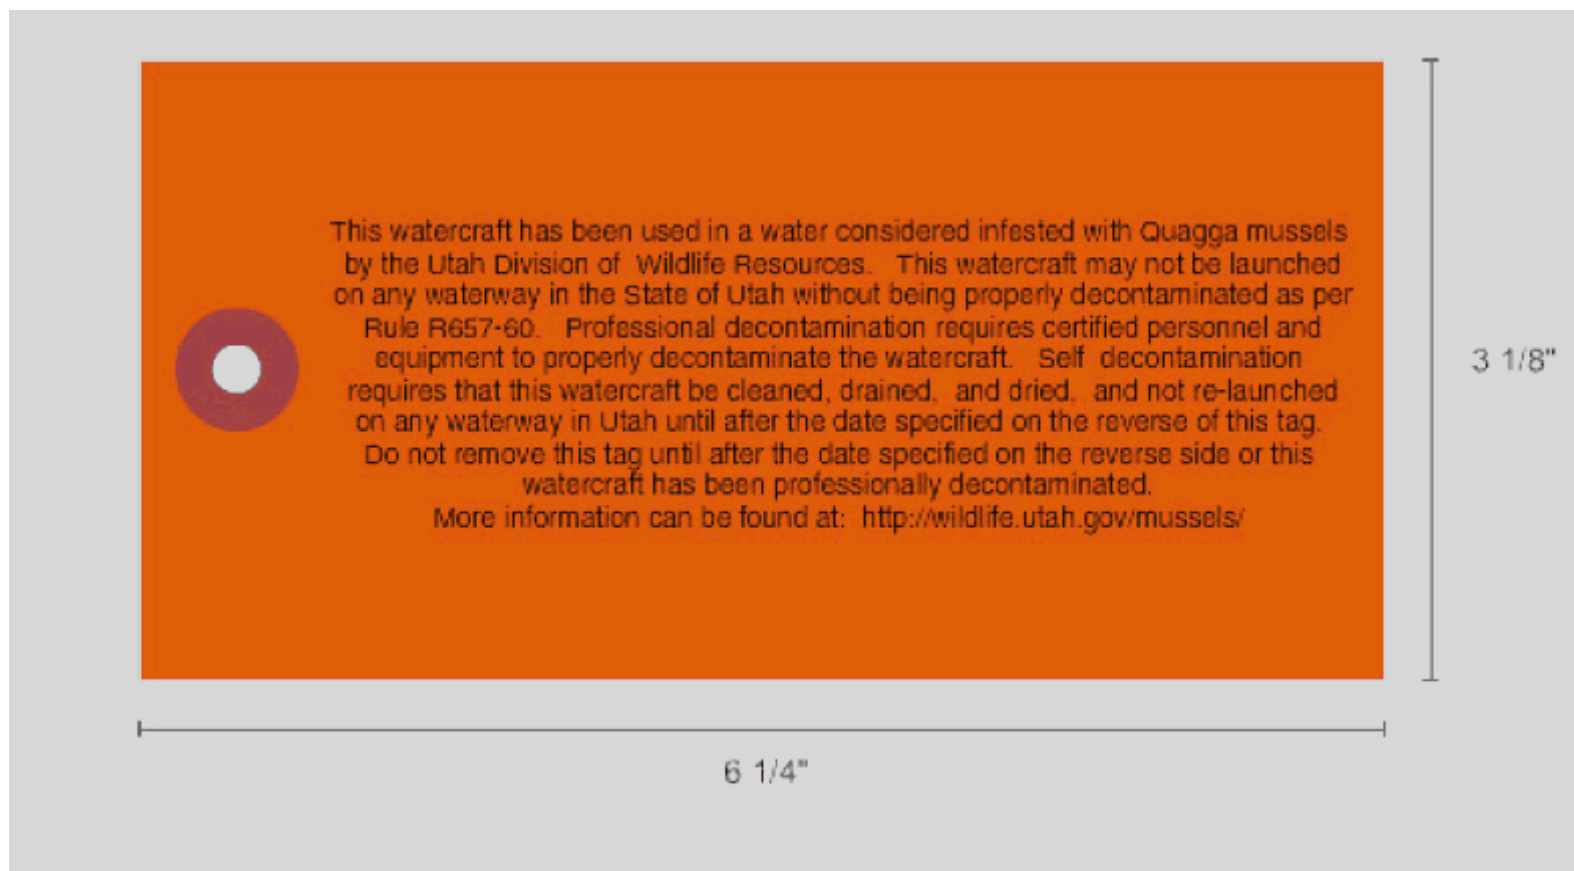 This watercraft has been used in a water considered infested with Quagga mussels
by the Utah Division of Wildlife Resources. This watercraft may not be launched
on any waterway in the State of Utah without being properly decontaminated as per
Rule R657-60. Professional decontamination requires certified personnel and
equipment to properly decontaminate the watercraft. Self decontamination
requires that this watercraft be cleaned, drained, and dried, and not re-launched
on any waterway in Utah until after the date specified on the reverse of this tag.
Do not remove this tag until after the date specified on the reverse side or this
watercraft has been professionally decontaminated.
More information can be found at: http://wildlife.utah.gov/mussels/
3 1/8"
6 1/4"